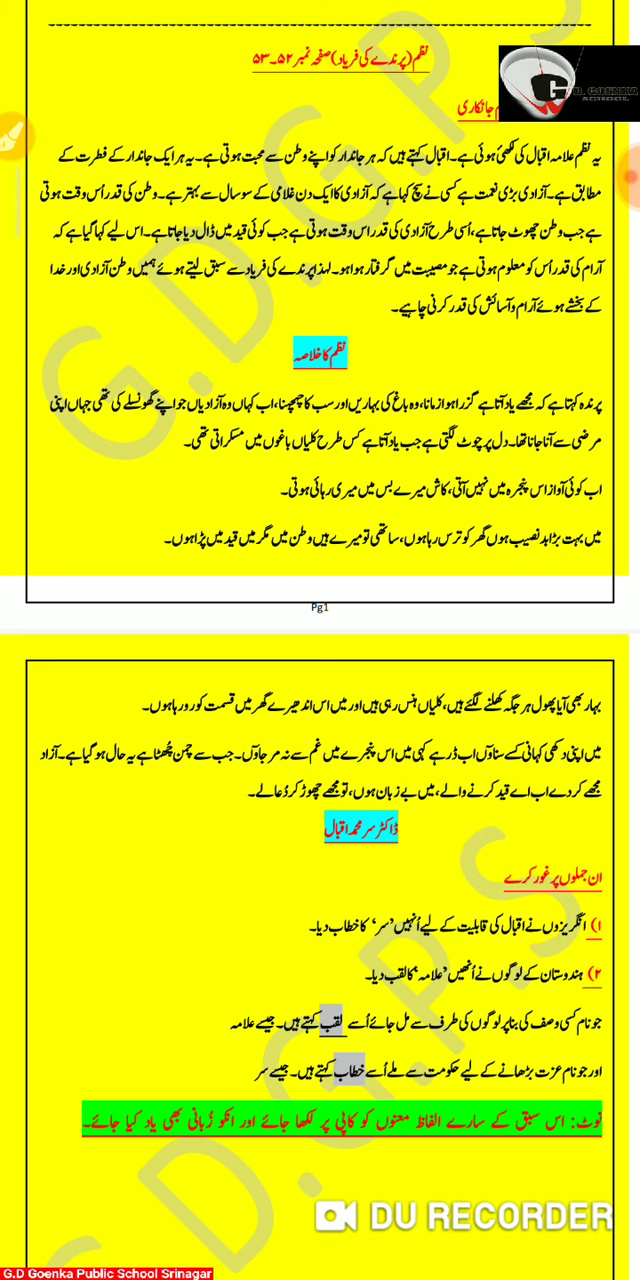 نظم (پرندے کی فریاد) صفحہ نمبر ۵۲۔۵۳
G.D. GOENKA
SCHOOL
جانکاری
یہ نظم علامہ اقبال کی لکھی ہوئی ہے۔ اقبال کہتے ہیں کہ ہر جاندار کو اپنے وطن سے محبت ہوتی ہے۔ یہ ہر ایک جاندار کے فطرت کے
مطابق ہے۔ آزادی بڑی نعمت ہے کسی نے سچ کہا ہے کہ آزادی کا ایک دن غلامی کے سو سال سے بہتر ہے۔ وطن کی قدر اُس وقت ہوتی
ہے جب وطن چھوٹ جاتا ہے، اُسی طرح آزادی کی قدر اس وقت ہوتی ہے جب کوئی قید میں ڈال دیا جاتا ہے۔ اس لیے کہا گیا ہے کہ
آرام کی قدر اُس کو معلوم ہوتی ہے جو مصیبت میں گرفتار ہوا ہو۔ لہذا پرندے کی فریاد سے سبق لیتے ہوئے ہمیں وطن آزادی اور خدا
کے بخشے ہوئے آرام و آسائش کی قدر کرنی چاہیے۔
نظم کا خلاصہ
پرندہ کہتا ہے کہ مجھے یاد آتا ہے گزرا ہوا زمانا، وہ باغ کی بہاریں اور سب کا چہچہنا، اب کہاں وہ آزادیاں جو اپنے گھونسلے کی تھی جہاں اپنی
مرضی سے آنا جانا تھا۔ دل پر چوٹ لگتی ہے جب یاد آتا ہے کس طرح کلیاں باغوں میں مسکراتی تھی۔
اب کوئی آواز اس پنجرہ میں نہیں آتی، کاش میرے بس میں میری رہائی ہوتی۔
میں بہت بڑا بد نصیب ہوں گھر کو ترس رہا ہوں، ساتھی تو میرے ہیں وطن میں مگر میں قید میں پڑا ہوں۔
Pg1
بہار بھی آیا پھول ہر جگہ کھلنے لگئے ہیں، کلیاں ہنس رہی ہیں اور میں اس اندھیرے گھر میں قسمت کو رو رہا ہوں۔
میں اپنی دکھی کہانی کسے سناوں اب ڈر ہے کہی میں اس پنجرے میں غم سے نہ مر جاوں۔ جب سے چمن چُھٹا ہے یہ حال ہو گیا ہے۔ آزاد
مجھے کر دے اب اے قید کرنے والے، میں بے زبان ہوں، تو مجھے چھوڑ کر دُعا لے۔
ڈاکٹر سر محمد اقبال
ان جملوں پر غور کرے
۱) انگریزوں نے اقبال کی قابلیت کے لیے اُنہیں 'سر' کا خطاب دیا۔
۲) ہندوستان کے لوگوں نے اُنھیں 'علامہ' کا لقب دیا۔
جو نام کسی وصف کی بنا پر لوگوں کی طرف سے مل جائے اُسے لقب کہتے ہیں۔ جیسے علامہ
اور جو نام عزت بڑھانے کے لیے حکومت سے ملے اُسے خطاب کہتے ہیں۔ جیسے سر
نوٹ: اس سبق کے سارے الفاظ معنوں کو کاپی پر لکھا جائے اور انکو زُبانی بھی یاد کیا جائے۔
G.D.G.P.S
G.D.G.P.S
DU RECORDER
G.D Goenka Public School Srinagar